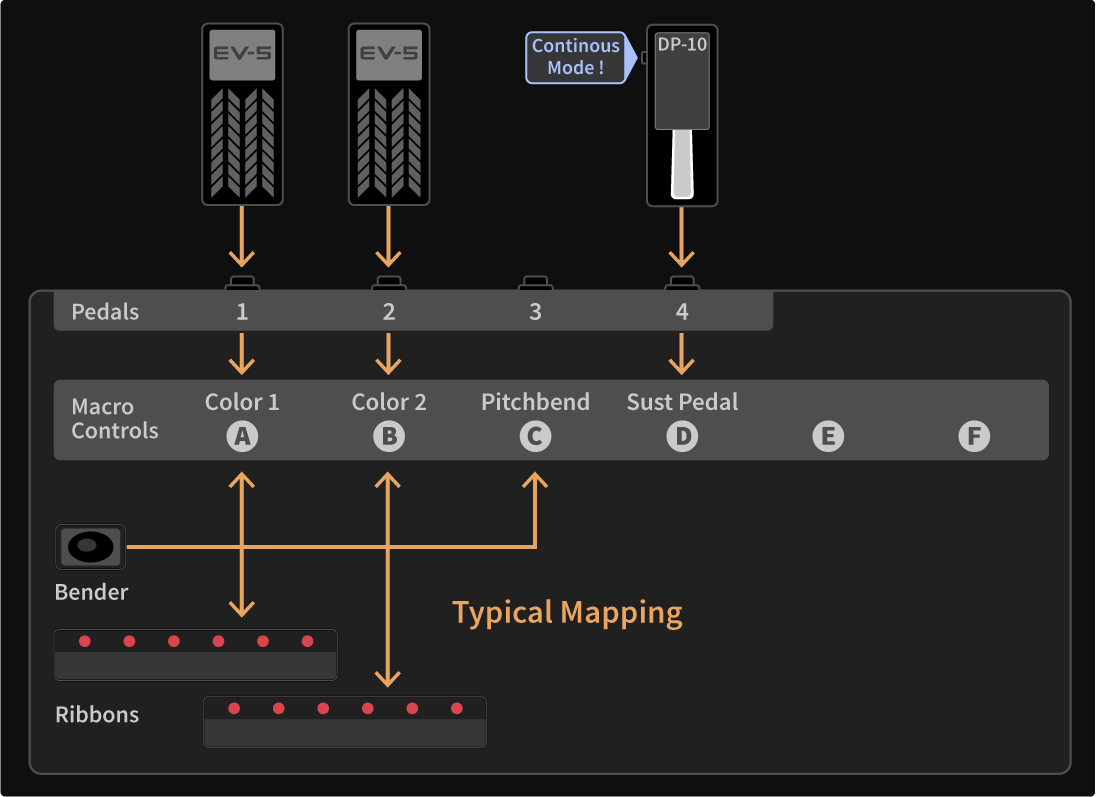 EV-5
EV-5
Continous
Mode !
DP-10
Pedals 1 2 3 4
Macro
Controls
Color 1 Color 2 Pitchbend Sust Pedal
A B C D E F
Bender
Typical Mapping
Ribbons